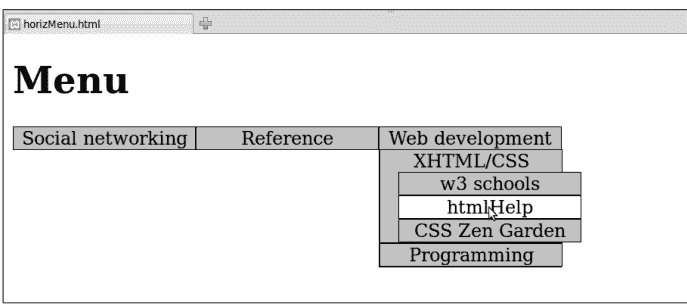 horizMenu.html
Menu
Social networking Reference Web development
XHTML/CSS
w3 schools
htmlHelp
CSS Zen Garden
Programming